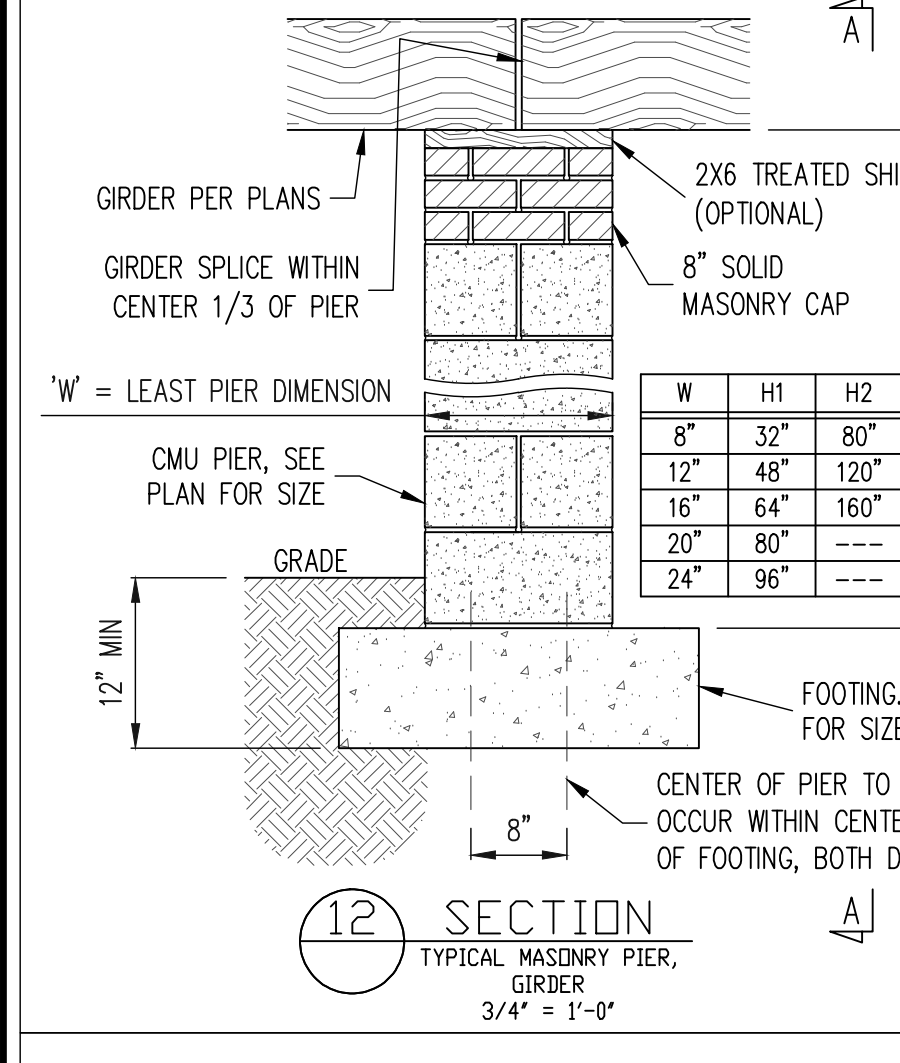 A
2X6 TREATED
(OPTIONAL)
GIRDER PER PLANS
GIRDER SPLICE WITHIN
CENTER 1/3 OF PIER
8" SOLID
MASONRY CAP
'W' = LEAST PIER DIMENSION
W H1 H2
8" 32" 80"
12" 48" 120"
16" 64" 160"
20" 80" ---
24" 96" ---
CMU PIER, SEE
PLAN FOR SIZE
GRADE
12" MIN
FOOTING.
FOR SIZE
CENTER OF PIER TO
OCCUR WITHIN
OF FOOTING, BOTH
8"
A
12 SECTION
TYPICAL MASONRY PIER,
GIRDER
3/4" = 1'-0"